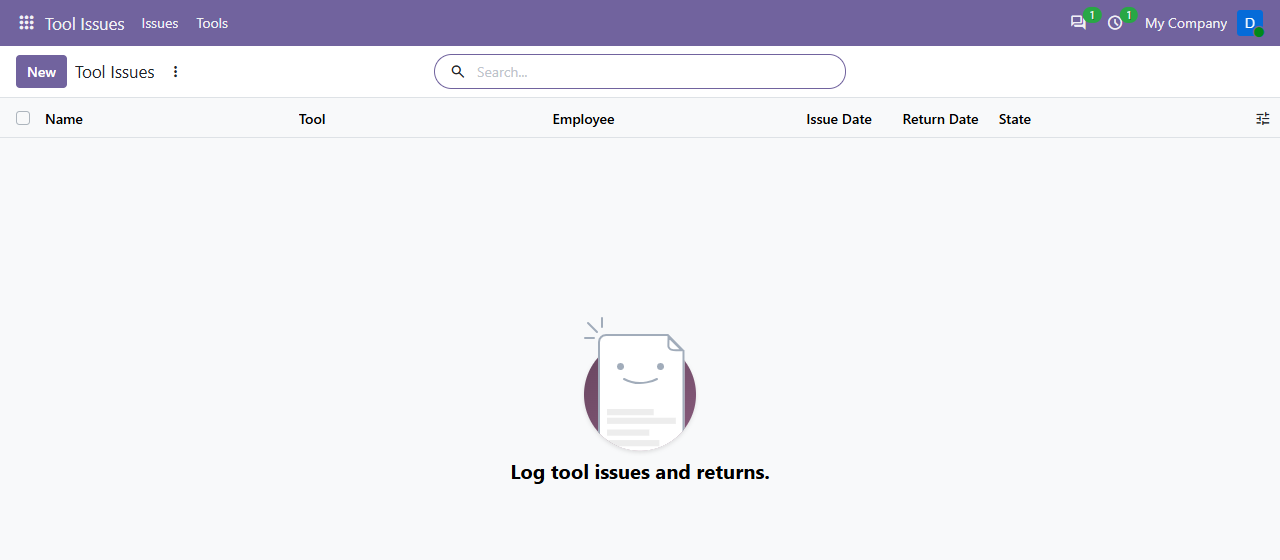 Tool Issues Issues Tools 1 1 My Company D
New Tool Issues Search...
Name Tool Employee Issue Date Return Date State
Log tool issues and returns.